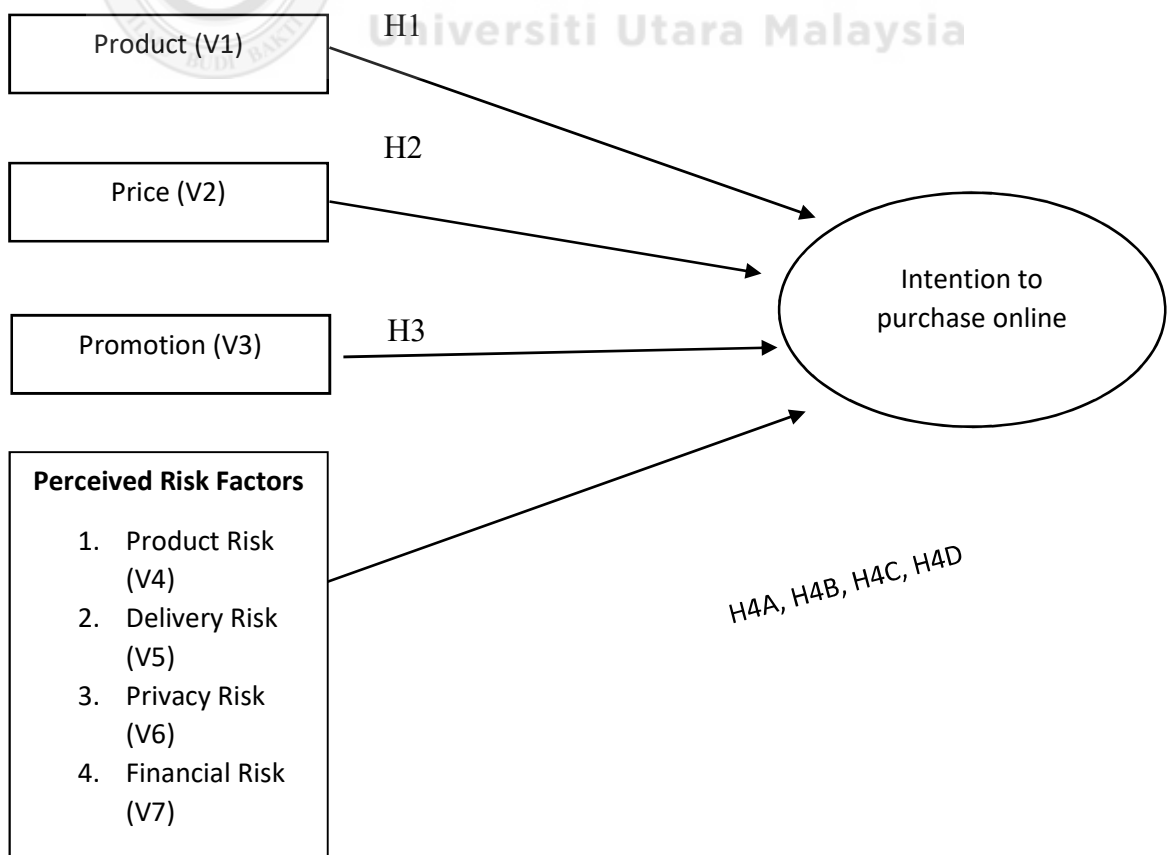 Universiti Utara Malaysia
BUDI BAKTI
Product (V1)
H1
H2
Price (V2)
Intention to
purchase online
H3
Promotion (V3)
Perceived Risk Factors
1. Product Risk
(V4)
2. Delivery Risk
(V5)
3. Privacy Risk
(V6)
4. Financial Risk
(V7)
H4A, H4B, H4C, H4D